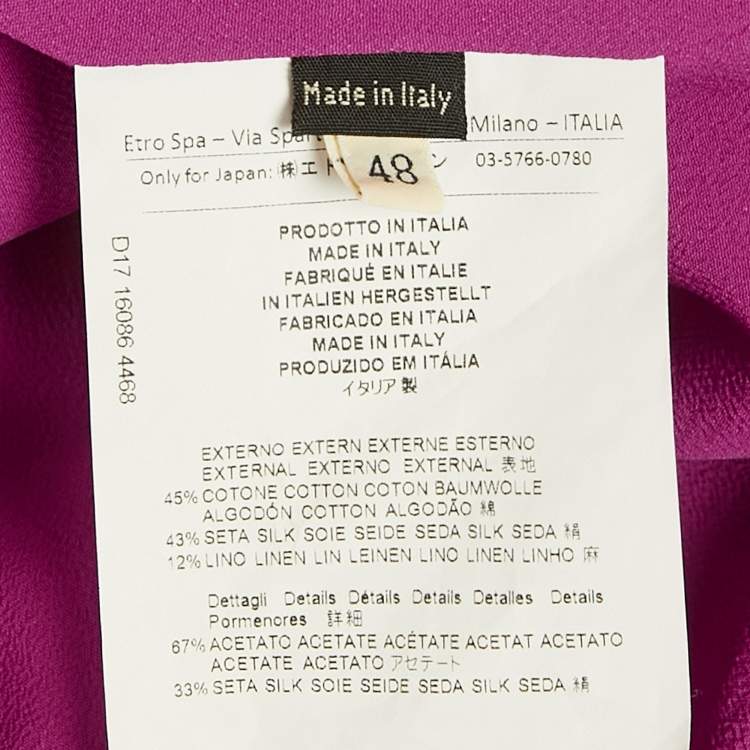 Made in Italy
Etro Spa – Via Milano – ITALIA
Only for Japan: ㈱エト ン 03-5766-0780
48
PRODOTTO IN ITALIA
MADE IN ITALY
FABRIQUÉ EN ITALIE
IN ITALIEN HERGESTELLT
FABRICADO EN ITALIA
MADE IN ITALY
PRODUZIDO EM ITÁLIA
イタリア製
D17 16086 4468
EXTERNO EXTERN EXTERNE ESTERNO
EXTERNAL EXTERNO EXTERNAL 表地
45% COTONE COTTON COTON BAUMWOLLE
ALGODÓN COTTON ALGODÃO 綿
43% SETA SILK SOIE SEIDE SEDA SILK SEDA 絹
12% LINO LINEN LIN LEINEN LINO LINEN LINHO 麻
Dettagli Details Détails Details Detalles Details
Pormenores 詳細
67% ACETATO ACETATE ACÉTATE ACETAT ACETATO
ACETATE ACETATO アセテート
33% SETA SILK SOIE SEIDE SEDA SILK SEDA 絹